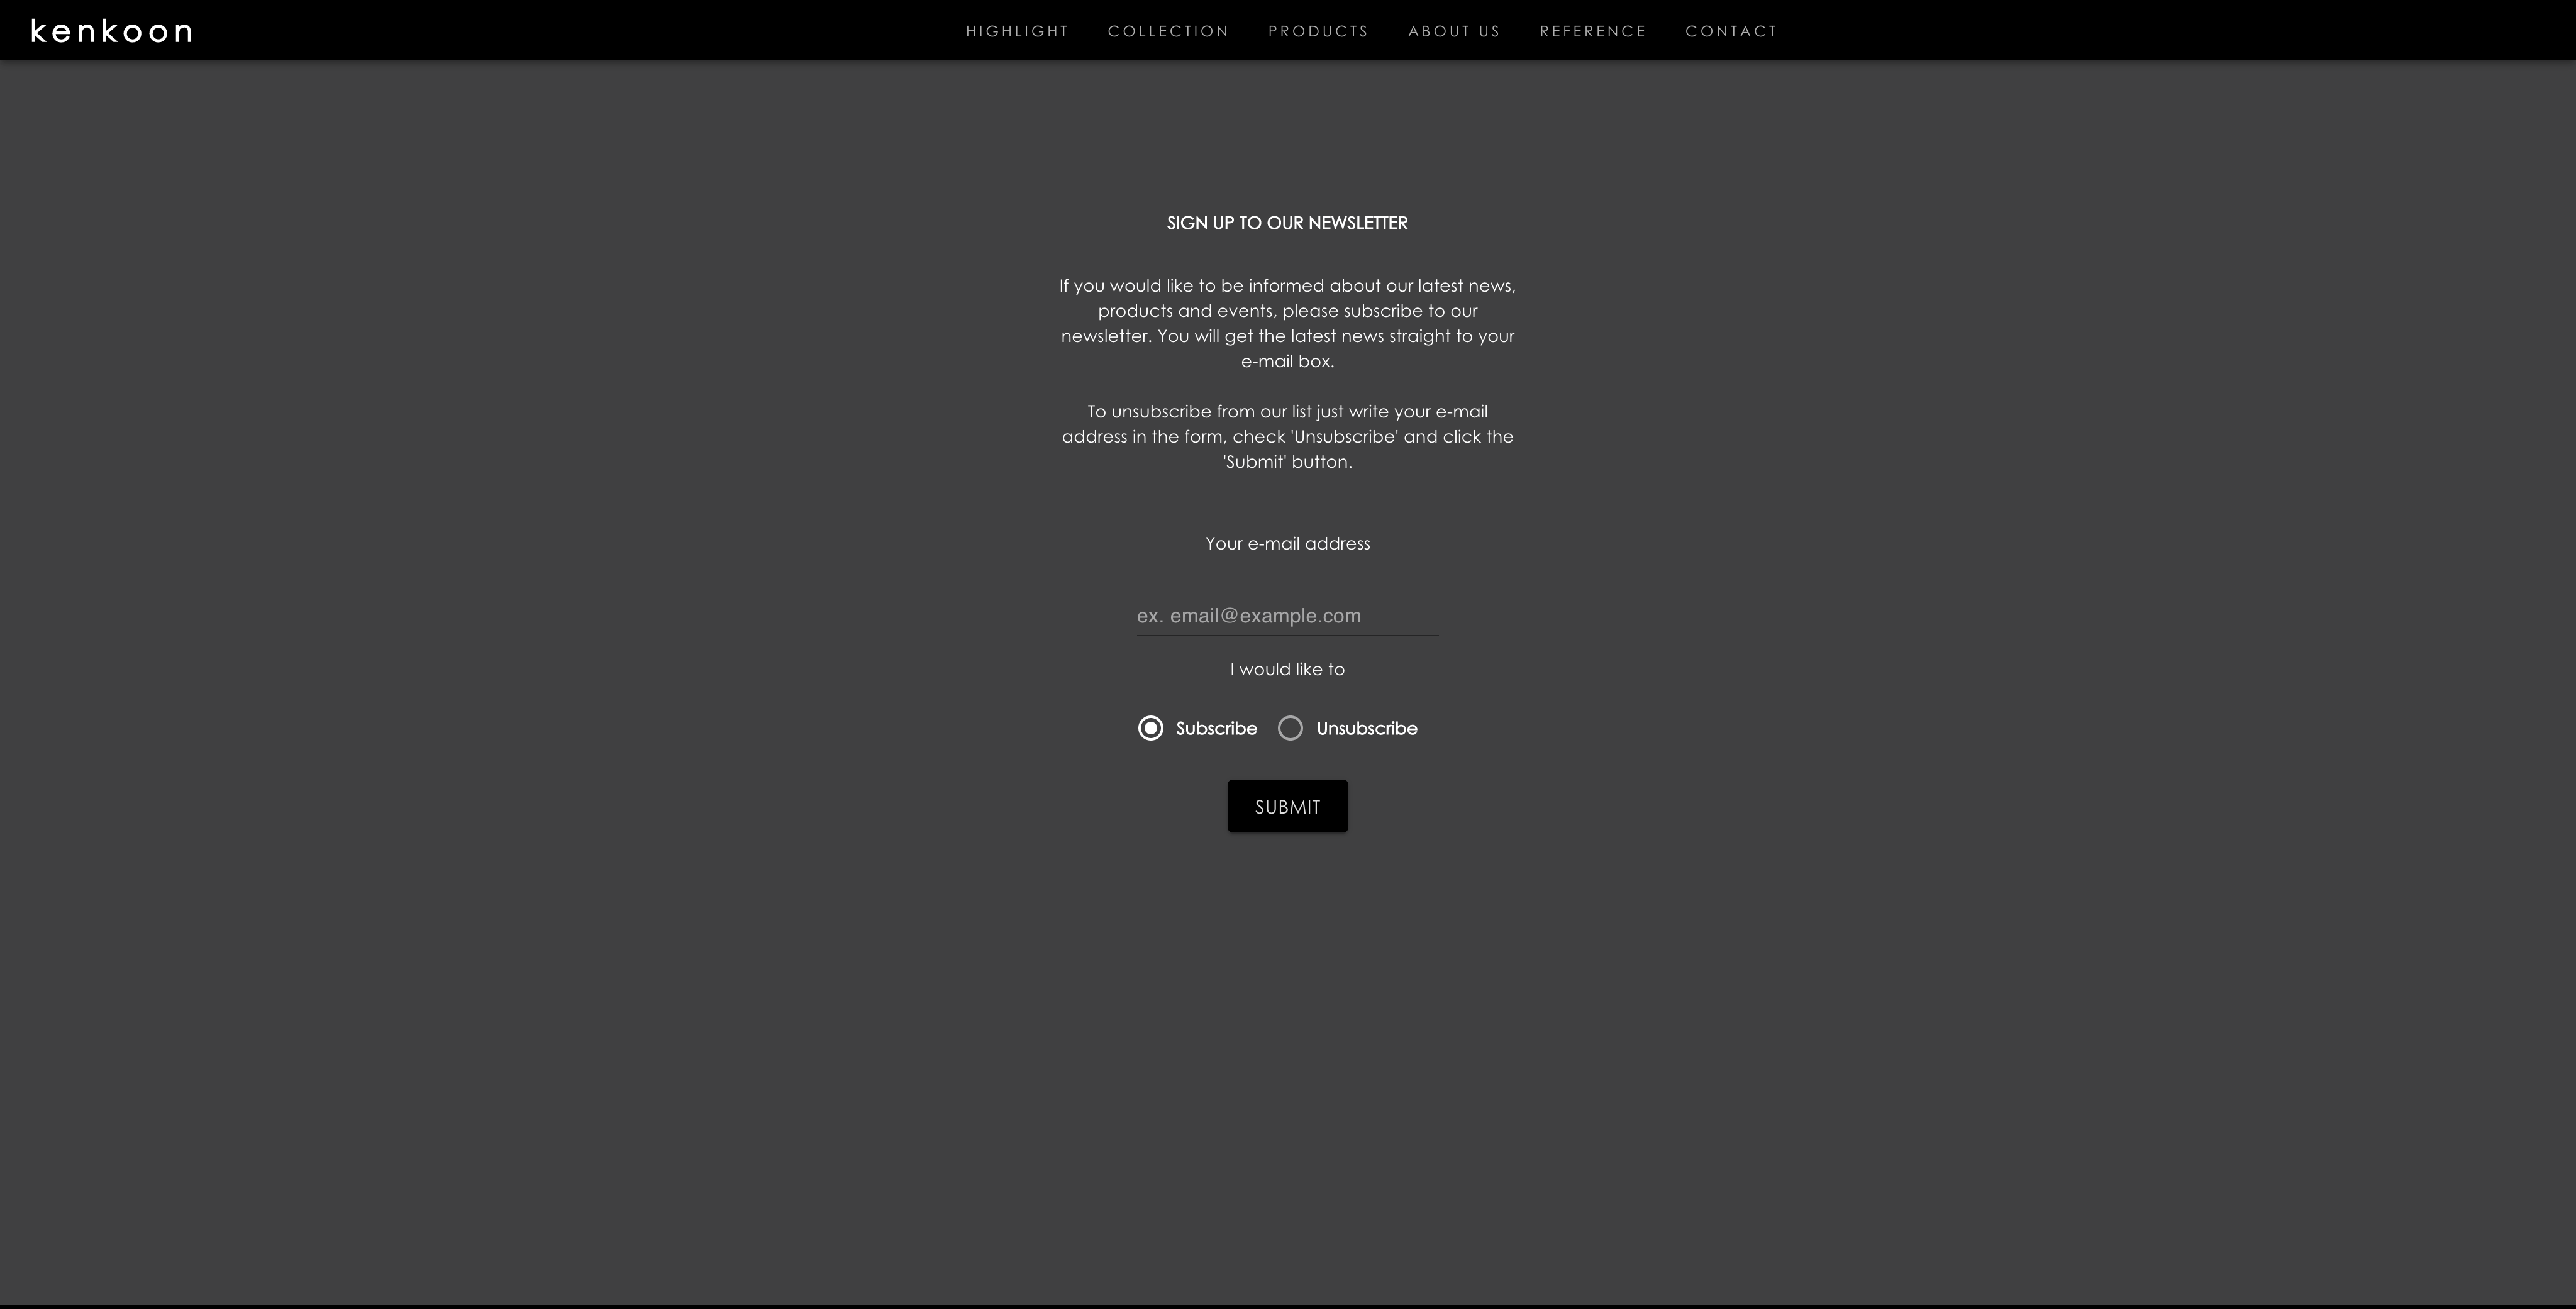 kenkoon
HIGHLIGHT COLLECTION PRODUCTS ABOUT US REFERENCE CONTACT
SIGN UP TO OUR NEWSLETTER
If you would like to be informed about our latest news,
products and events, please subscribe to our
newsletter. You will get the latest news straight to your
e-mail box.
To unsubscribe from our list just write your e-mail
address in the form, check 'Unsubscribe' and click the
'Submit' button.
Your e-mail address
ex. email@example.com
I would like to
Subscribe Unsubscribe
SUBMIT